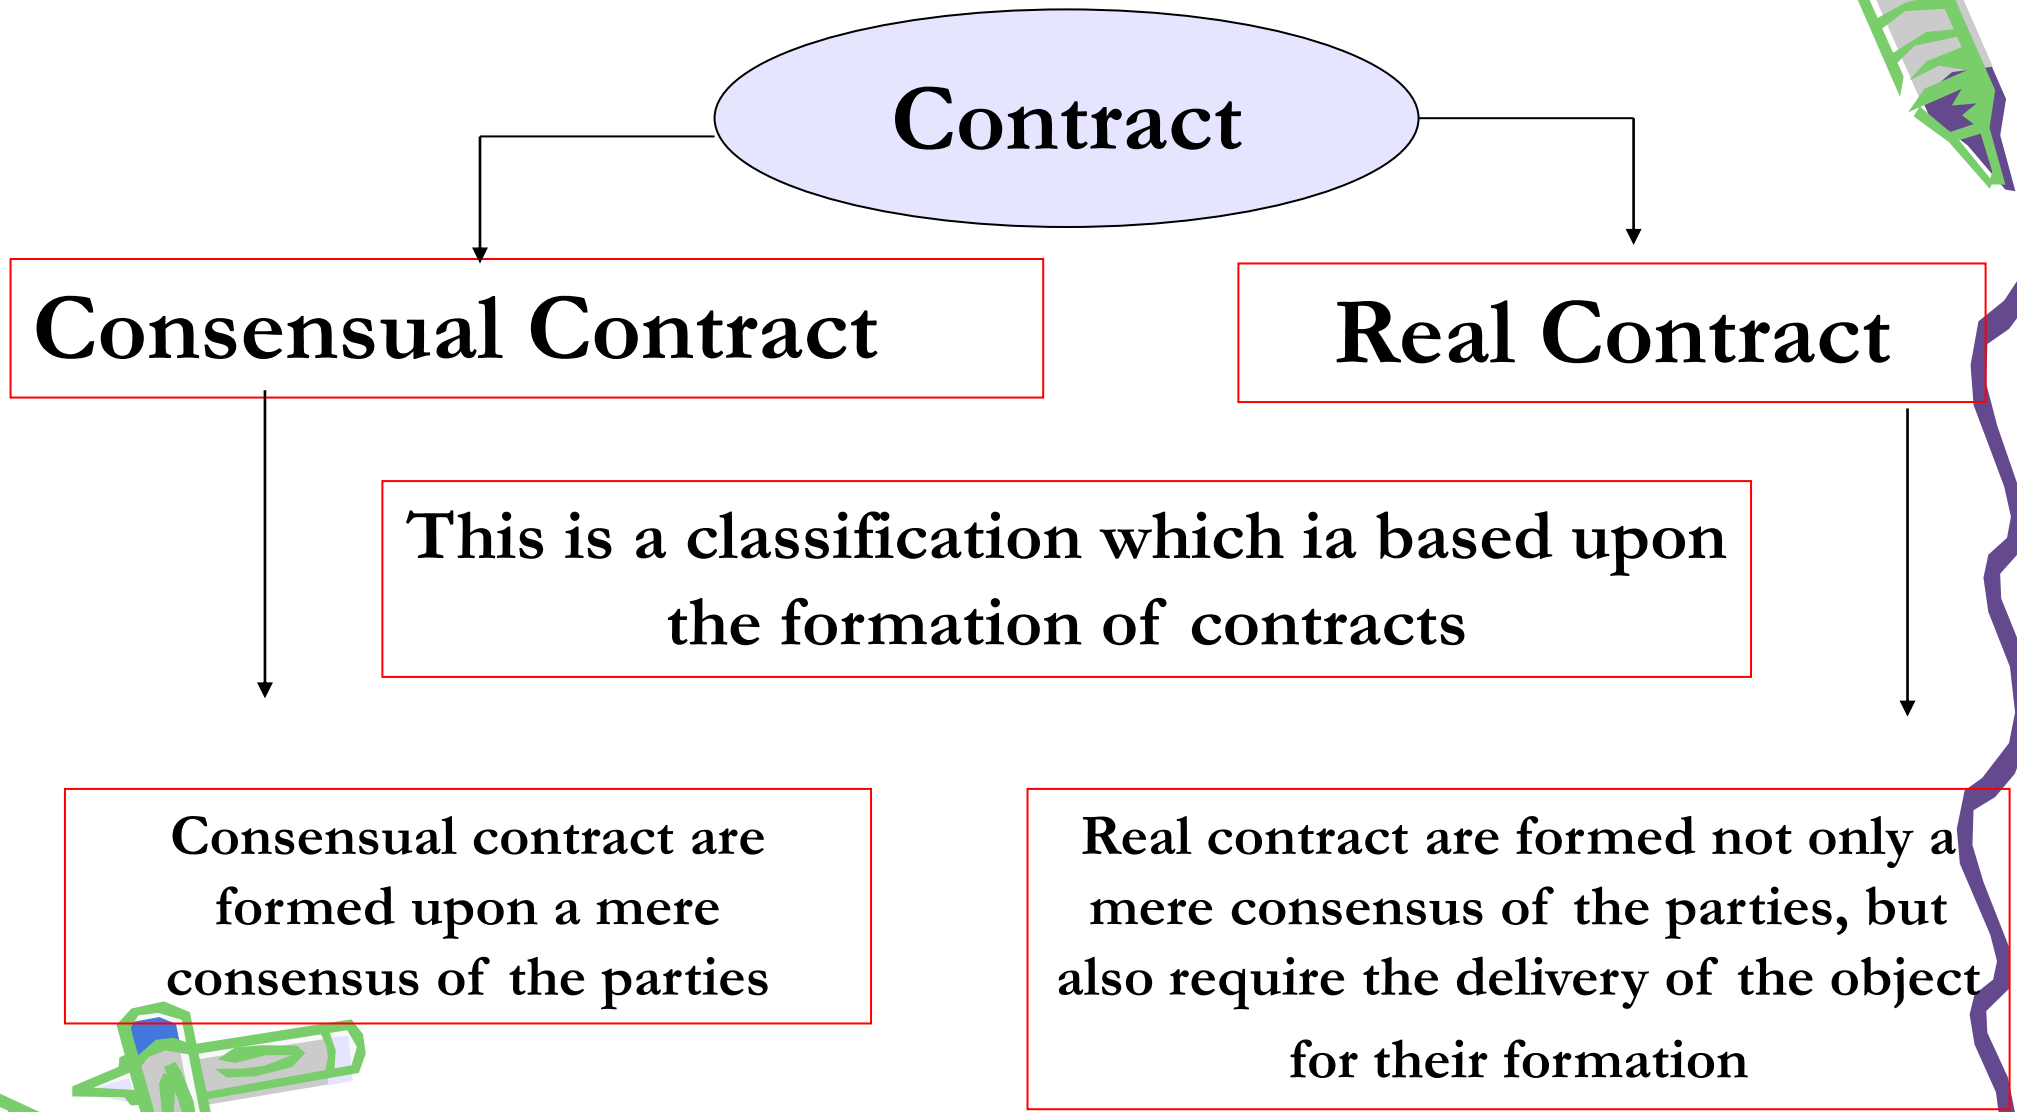 Contract
Consensual Contract
Real Contract
This is a classification which ia based upon
the formation of contracts
Consensual contract are
formed upon a mere
consensus of the parties
Real contract are formed not only a
mere consensus of the parties, but
also require the delivery of the object
for their formation